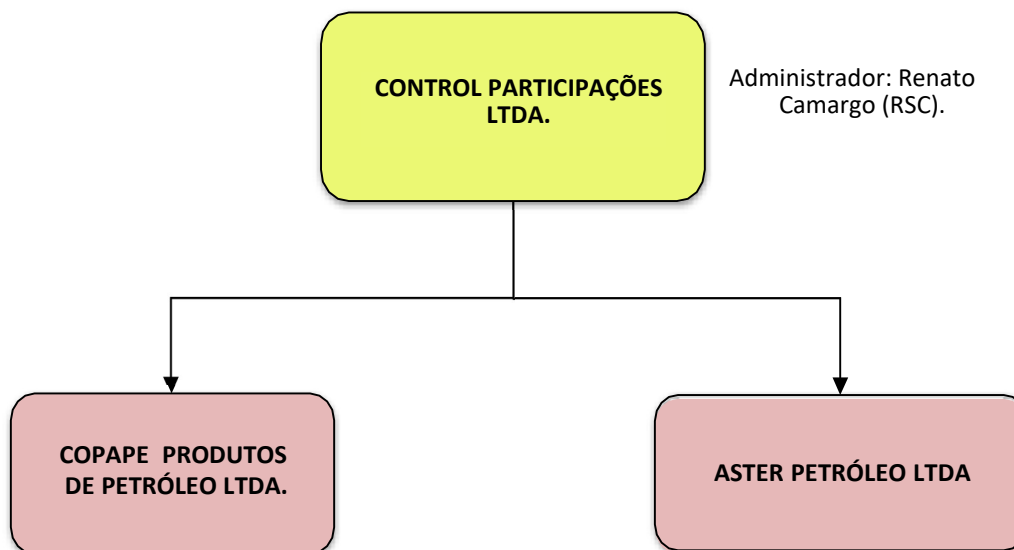 CONTROL PARTICIPAÇÕES
LTDA.
Administrador: Renato
Camargo (RSC).
COPAPE PRODUTOS
DE PETRÓLEO LTDA.
ASTER PETRÓLEO LTDA